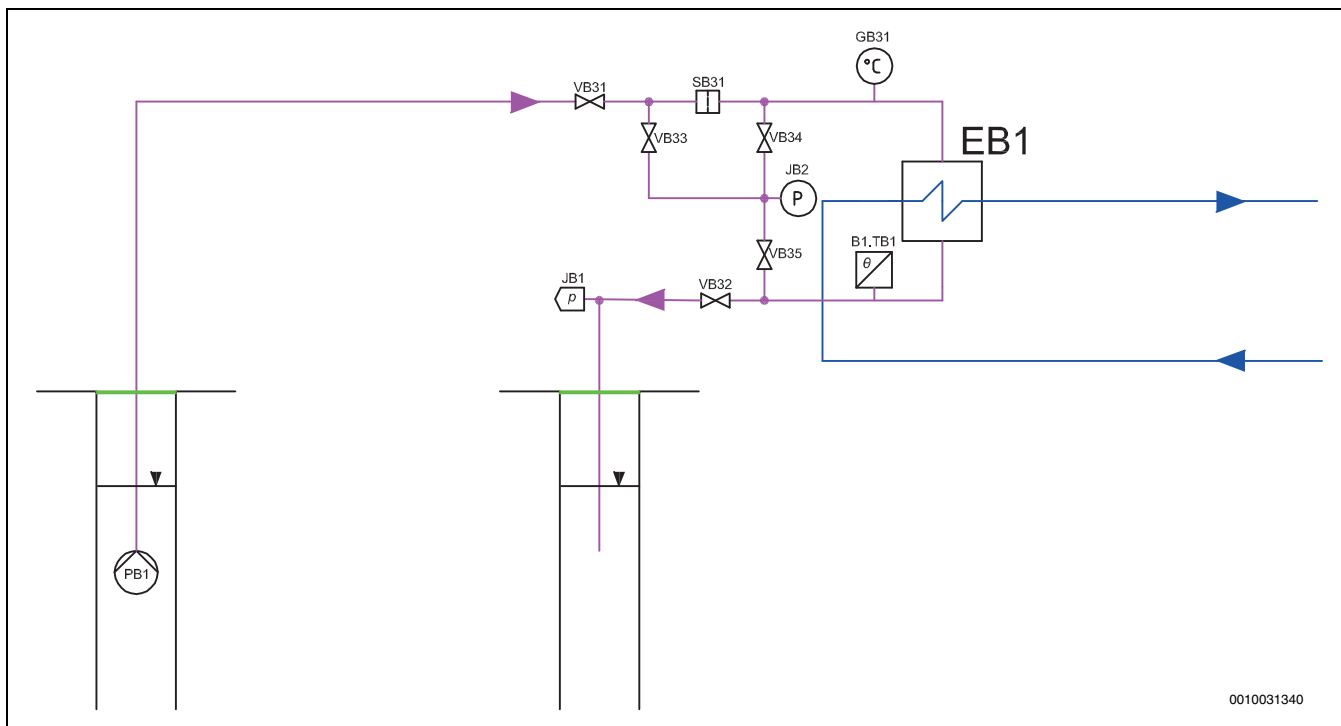 GB31
°C
VB31
SB31
VB33
VB34
EB1
JB2
P
B1.TB1
VB35
θ
JB1
VB32
p
PB1
0010031340